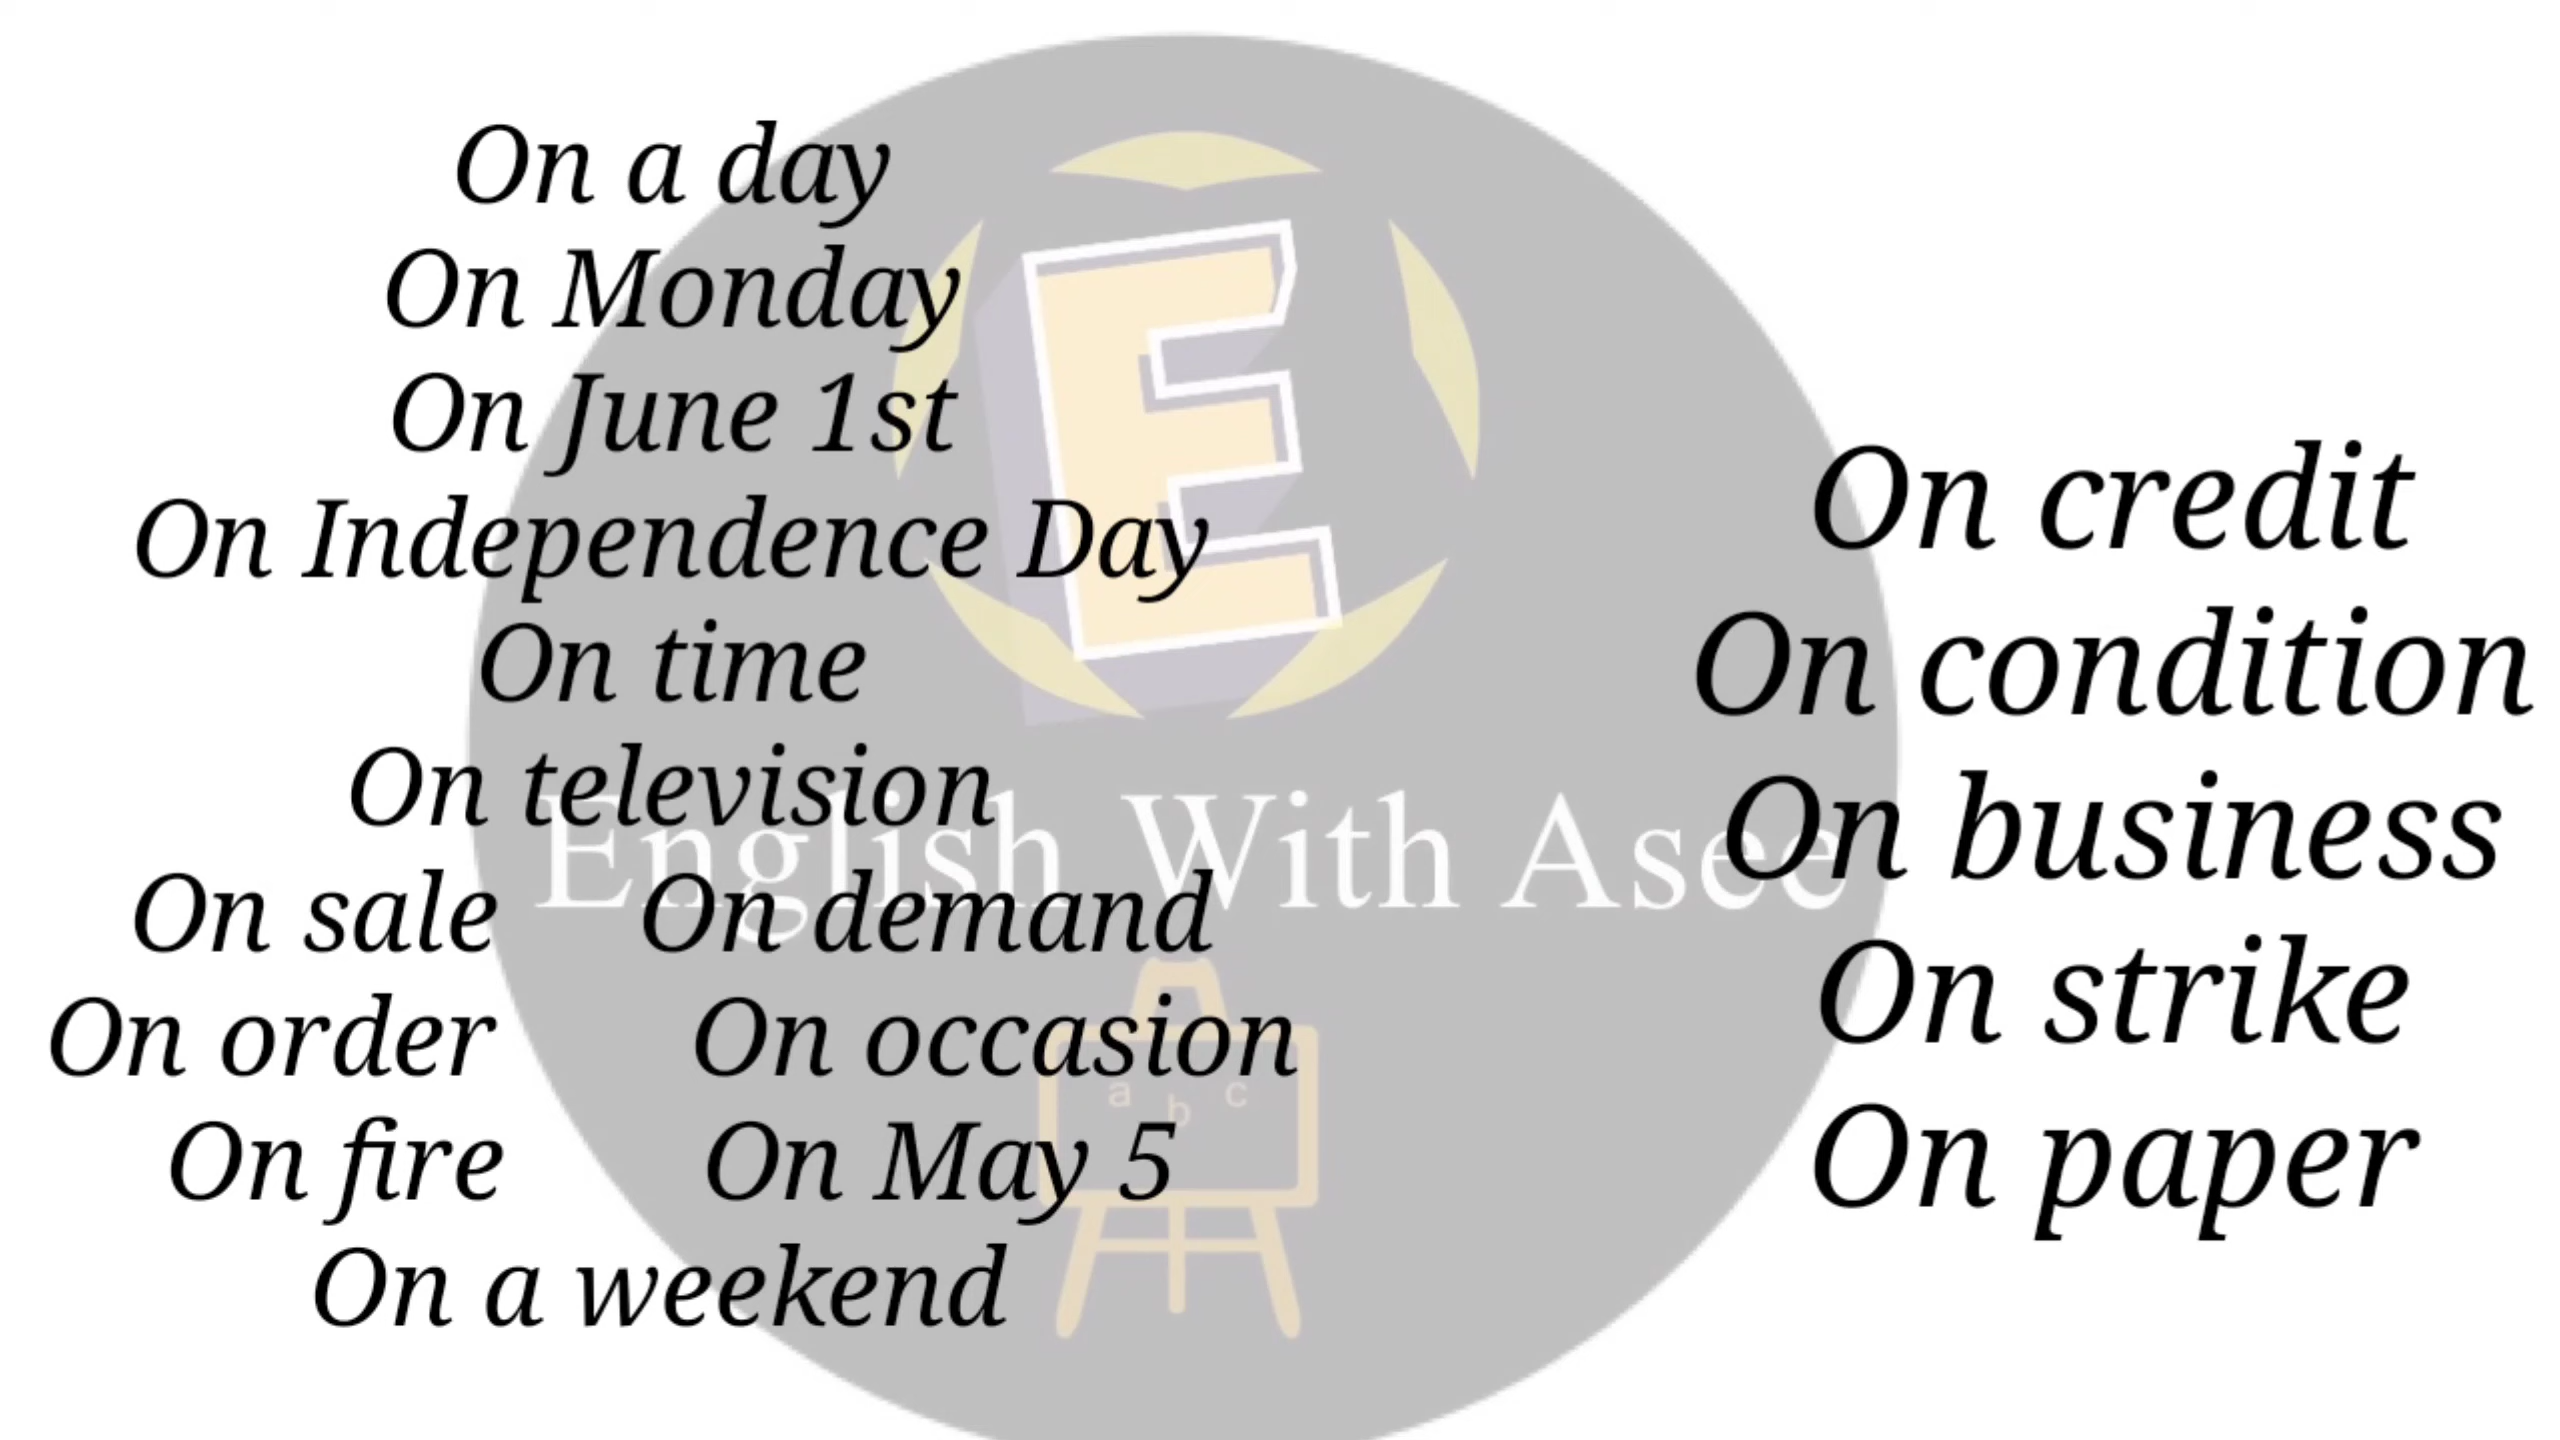 On a day
On Monday
On June 1st
On Independence Day
On time
On television
On sale On demand
On order On occasion
On fire On May 5
On a weekend
On credit
On condition
On business
On strike
On paper
English With Asee
a b c